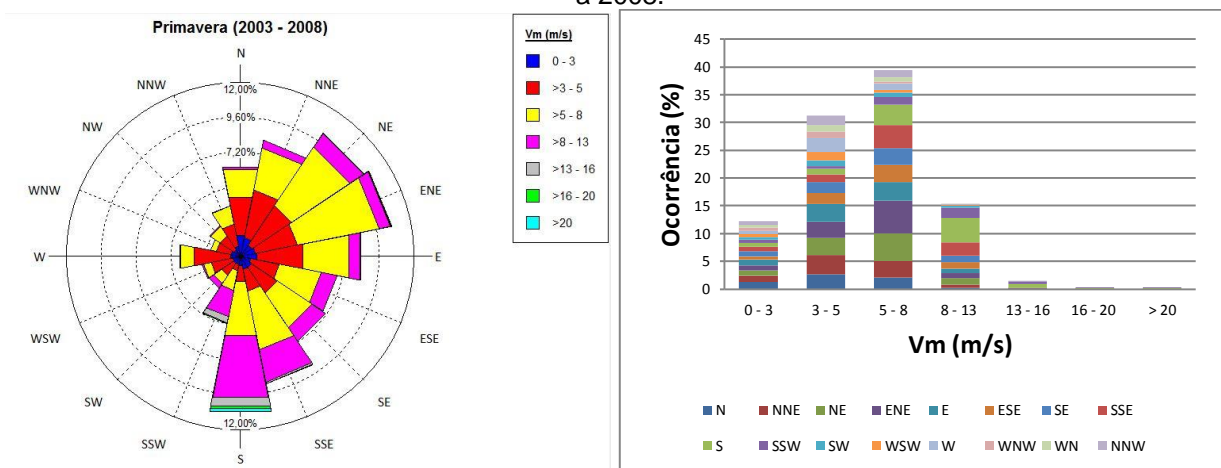 a 2008.
Primavera (2003 - 2008)
N
NNE
NE
ENE
E
ESE
SE
SSE
S
SSW
SW
WSW
W
WNW
NW
NNW
12,00%
9,60%
7,20%
12,00%
Vm (m/s)
0 - 3
>3 - 5
>5 - 8
>8 - 13
>13 - 16
>16 - 20
>20
Ocorrência (%)
45
40
35
30
25
20
15
10
5
0
0 - 3 3 - 5 5 - 8 8 - 13 13 - 16 16 - 20 > 20
Vm (m/s)
N NNE NE ENE E ESE SE SSE
S SSW SW WSW W WNW WN NNW